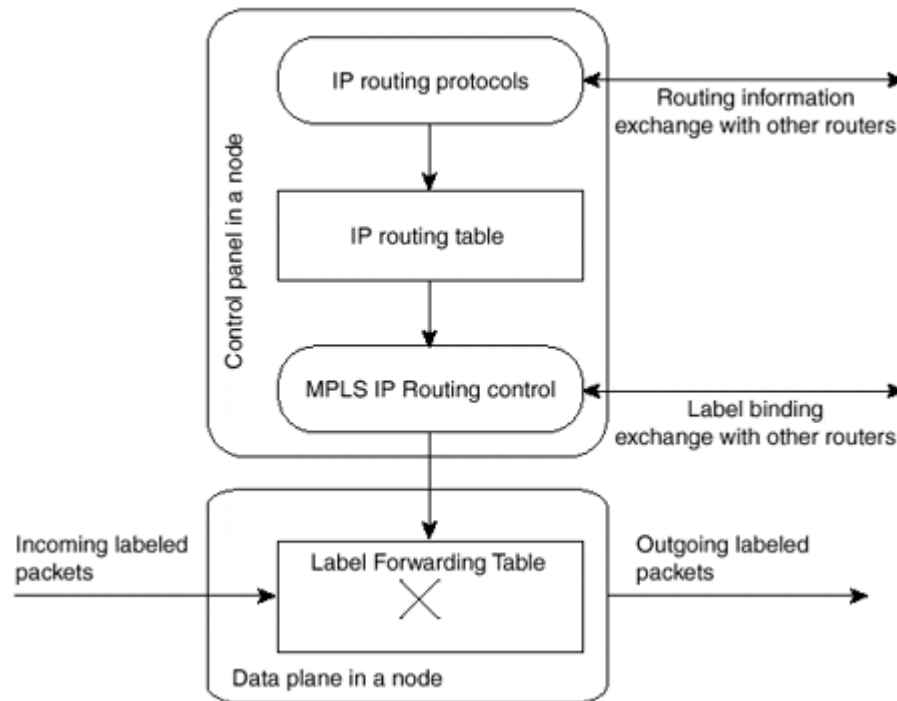 IP routing protocols
Routing information
exchange with other routers
Control panel in a node
IP routing table
MPLS IP Routing control
Label binding
exchange with other routers
Incoming labeled
packets
Label Forwarding Table
Outgoing labeled
packets
Data plane in a node